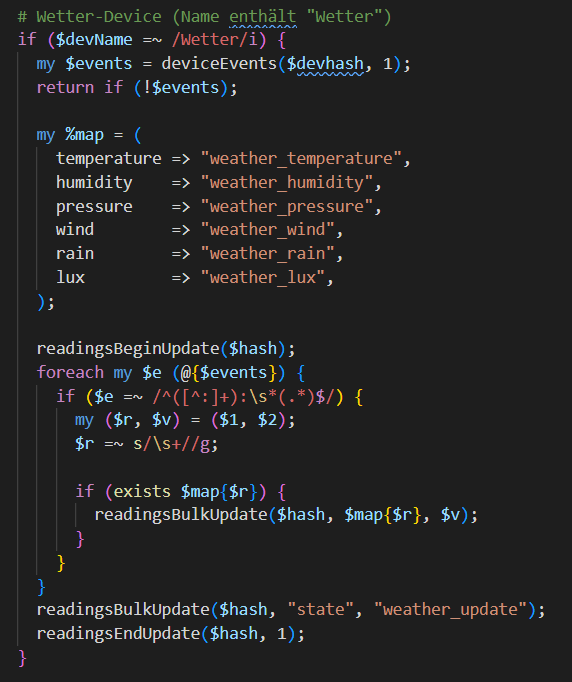 # Wetter-Device (Name enthält "Wetter")
if ($devName =~ /Wetter/i) {
  my $events = deviceEvents($devhash, 1);
  return if (!$events);

  my %map = (
    temperature => "weather_temperature",
    humidity    => "weather_humidity",
    pressure    => "weather_pressure",
    wind        => "weather_wind",
    rain        => "weather_rain",
    lux         => "weather_lux",
  );

  readingsBeginUpdate($hash);
  foreach my $e (@{$events}) {
    if ($e =~ /^([^:]+):\s*(.*)$/) {
      my ($r, $v) = ($1, $2);
      $r =~ s/\s+//g;

      if (exists $map{$r}) {
        readingsBulkUpdate($hash, $map{$r}, $v);
      }
    }
  }
  readingsBulkUpdate($hash, "state", "weather_update");
  readingsEndUpdate($hash, 1);
}